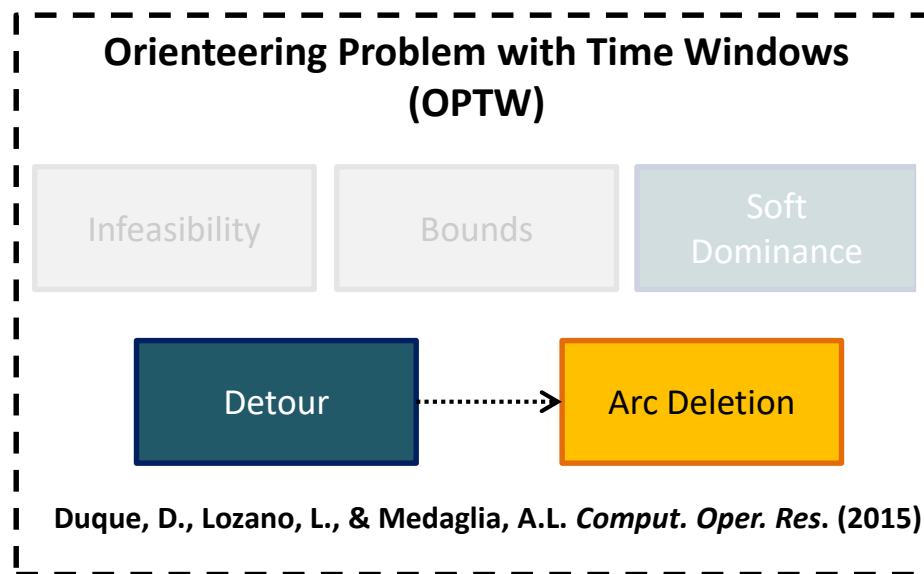 Orienteering Problem with Time Windows
(OPTW)
Infeasibility
Bounds
Soft
Dominance
Detour
Arc Deletion
Duque, D., Lozano, L., & Medaglia, A.L. Comput. Oper. Res. (2015)